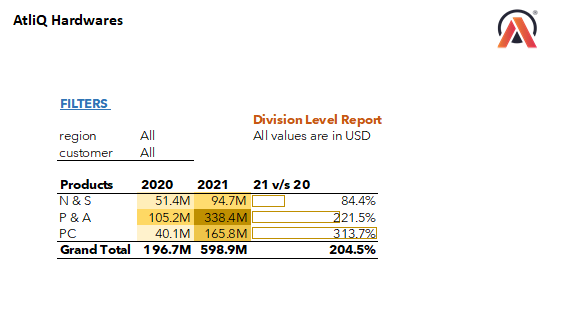 AtliQ Hardwares
FILTERS
Division Level Report
region All All values are in USD
customer All
Products 2020 2021 21 v/s 20
N & S 51.4M 94.7M 84.4%
P & A 105.2M 338.4M 221.5%
PC 40.1M 165.8M 313.7%
Grand Total 196.7M 598.9M 204.5%